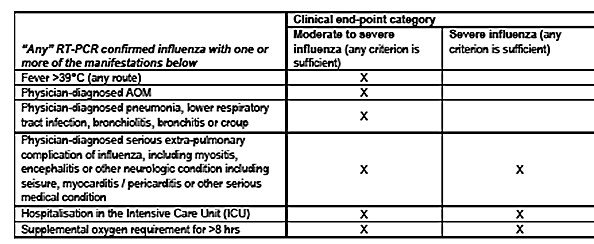 Clinical end-point category
"Any" RT-PCR confirmed influenza with one or
more of the manifestations below
Moderate to severe
influenza (any criterion is
sufficient)
Severe influenza (any
criterion is sufficient)
Fever >39°C (any route)
X
Physician-diagnosed AOM
X
Physician-diagnosed pneumonia, lower respiratory
tract infection, bronchiolitis, bronchitis or croup
X
Physician-diagnosed serious extra-pulmonary
complication of influenza, including myositis,
encephalitis or other neurologic condition including
seisure, myocarditis / pericarditis or other serious
medical condition
X
X
Hospitalisation in the Intensive Care Unit (ICU)
X
X
Supplemental oxygen requirement for >8 hrs
X
X